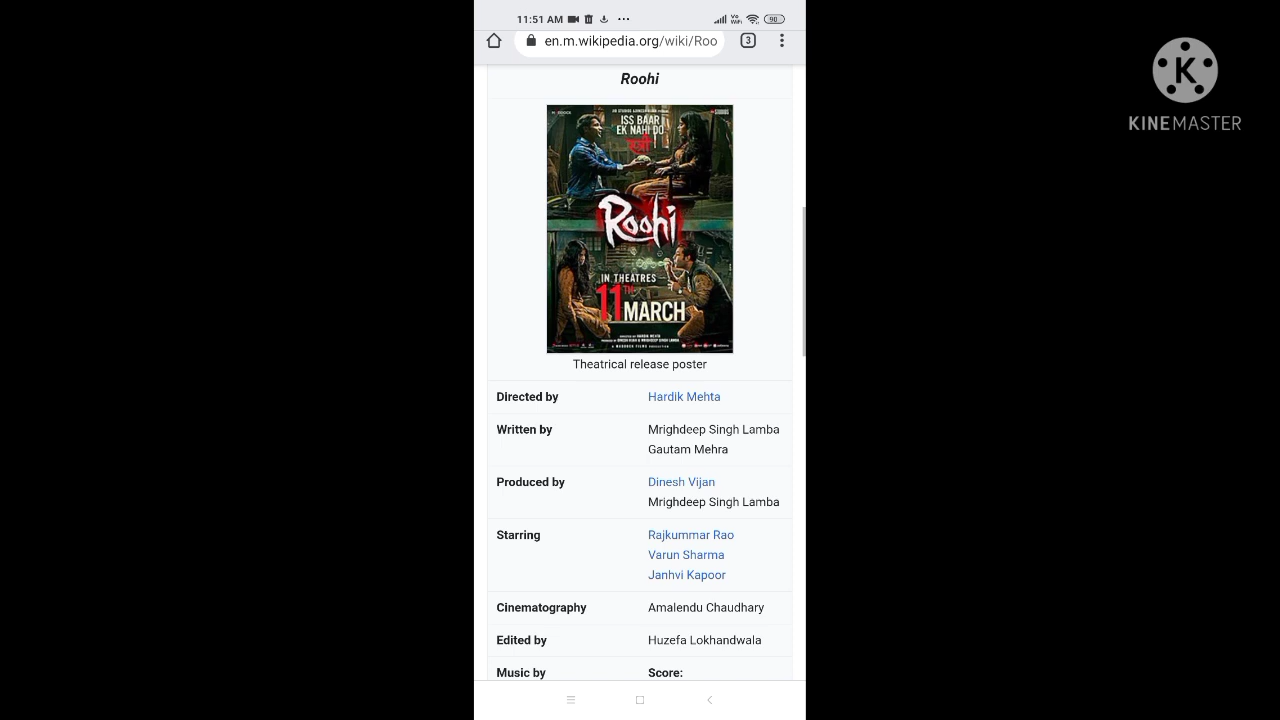 11:51 AM
Vo
WiFi
90
en.m.wikipedia.org/wiki/Roo
3
K
KINEMASTER
Roohi
ISS BAAR
EK NAHI DO
स्त्री
Roohi
IN THEATRES
11TH MARCH
Theatrical release poster
Directed by Hardik Mehta
Written by Mrighdeep Singh Lamba
Gautam Mehra
Produced by Dinesh Vijan
Mrighdeep Singh Lamba
Starring Rajkummar Rao
Varun Sharma
Janhvi Kapoor
Cinematography Amalendu Chaudhary
Edited by Huzefa Lokhandwala
Music by Score: